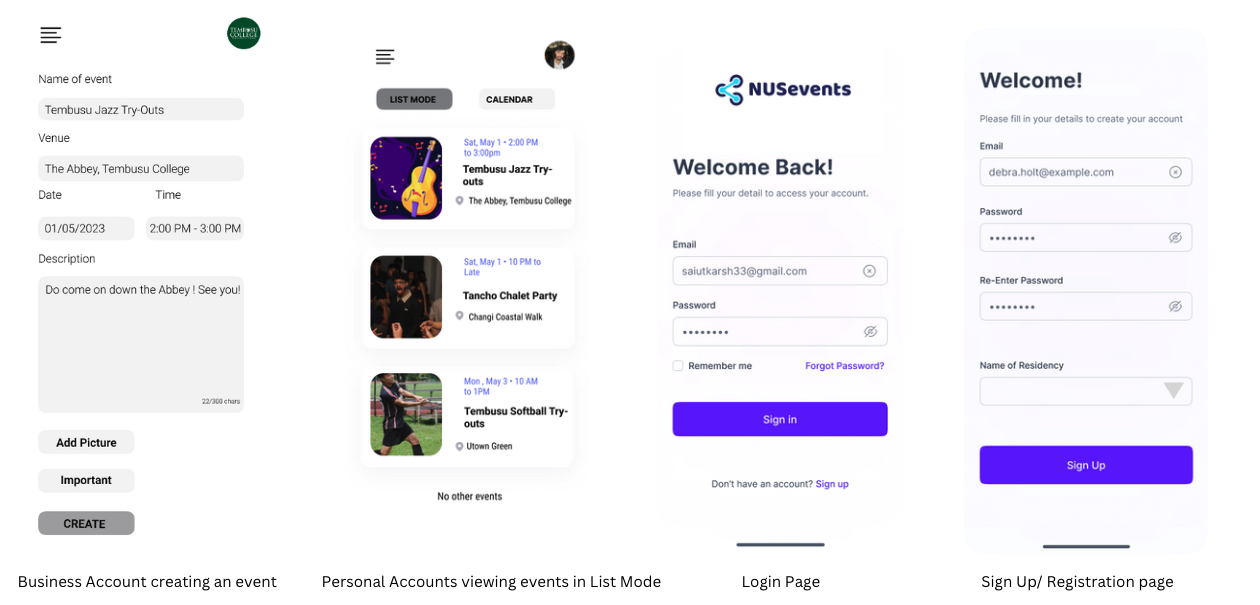 TEMBUSU
COLLEGE
Name of event
Tembusu Jazz Try-Outs
Venue
The Abbey, Tembusu College
Date
Time
01/05/2023
2:00 PM - 3:00 PM
Description
Do come on down the Abbey ! See you!
22/300 chars
Add Picture
Important
CREATE
Business Account creating an event
LIST MODE
CALENDAR
Sat, May 1 • 2:00 PM
to 3:00pm
Tembusu Jazz Try-
outs
The Abbey, Tembusu College
Sat, May 1 • 10 PM to
Late
Tancho Chalet Party
Changi Coastal Walk
Mon , May 3 • 10 AM
to 1PM
Tembusu Softball Try-
outs
Utown Green
No other events
Personal Accounts viewing events in List Mode
NUSevents
Welcome Back!
Please fill your detail to access your account.
Email
saiutkarsh33@gmail.com
Password
••••••••
Remember me
Forgot Password?
Sign in
Don't have an account? Sign up
Login Page
Welcome!
Please fill in your details to create your account
Email
debra.holt@example.com
Password
••••••••
Re-Enter Password
••••••••
Name of Residency
Sign Up
Sign Up/ Registration page